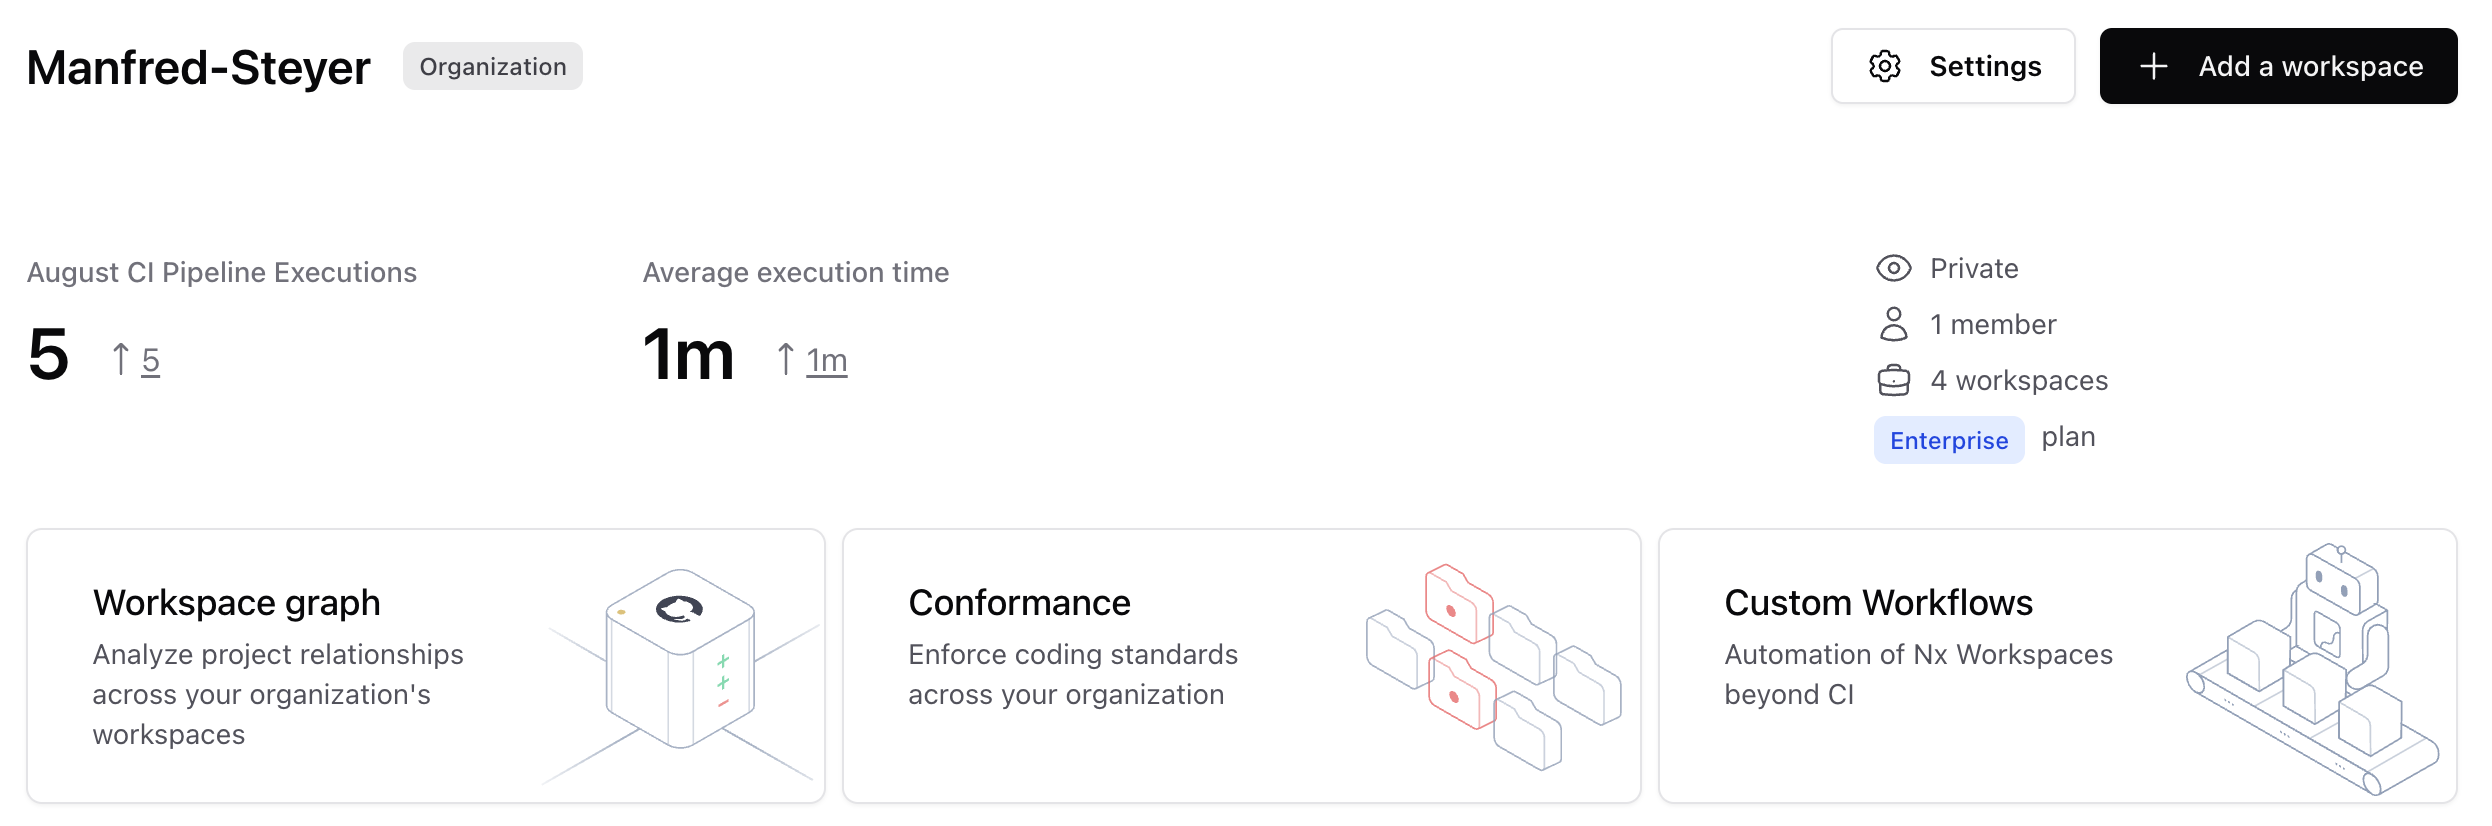 Manfred-Steyer Organization Settings Add a workspace
August CI Pipeline Executions
5 ↑ 5
Average execution time
1m ↑ 1m
Private
1 member
4 workspaces
Enterprise plan
Workspace graph
Analyze project relationships
across your organization's
workspaces
Conformance
Enforce coding standards
across your organization
Custom Workflows
Automation of Nx Workspaces
beyond CI